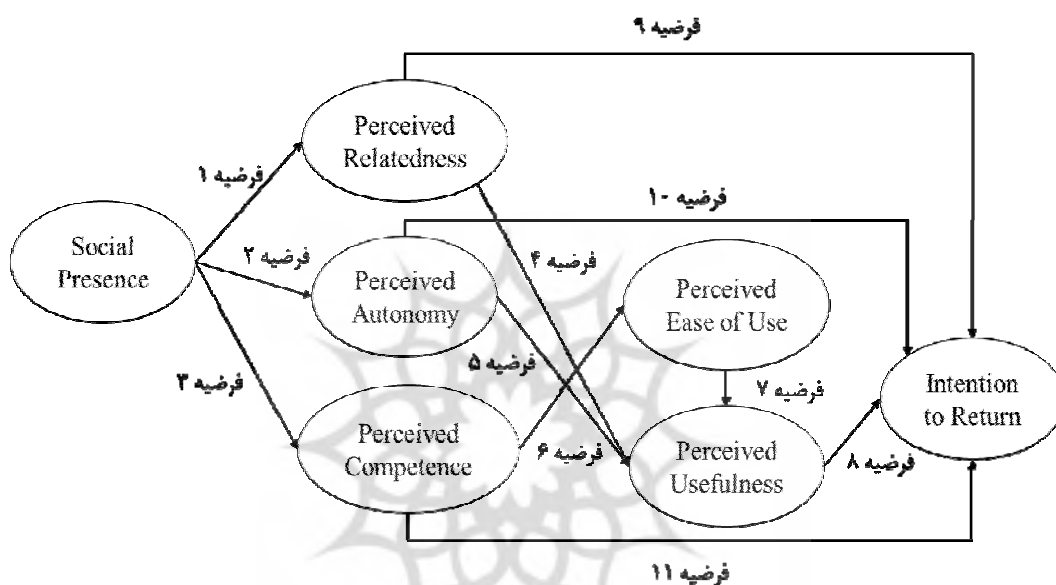 فرضیه ۹
Perceived
Relatedness
فرضیه ۱
فرضیه ۱۰
Social
Presence
فرضیه ۲
فرضیه ۴
Perceived
Autonomy
Perceived
Ease of Use
فرضیه ۳
فرضیه ۵
فرضیه ۷
Intention
to Return
Perceived
Competence
فرضیه ۶
Perceived
Usefulness
فرضیه ۸
فرضیه ۱۱